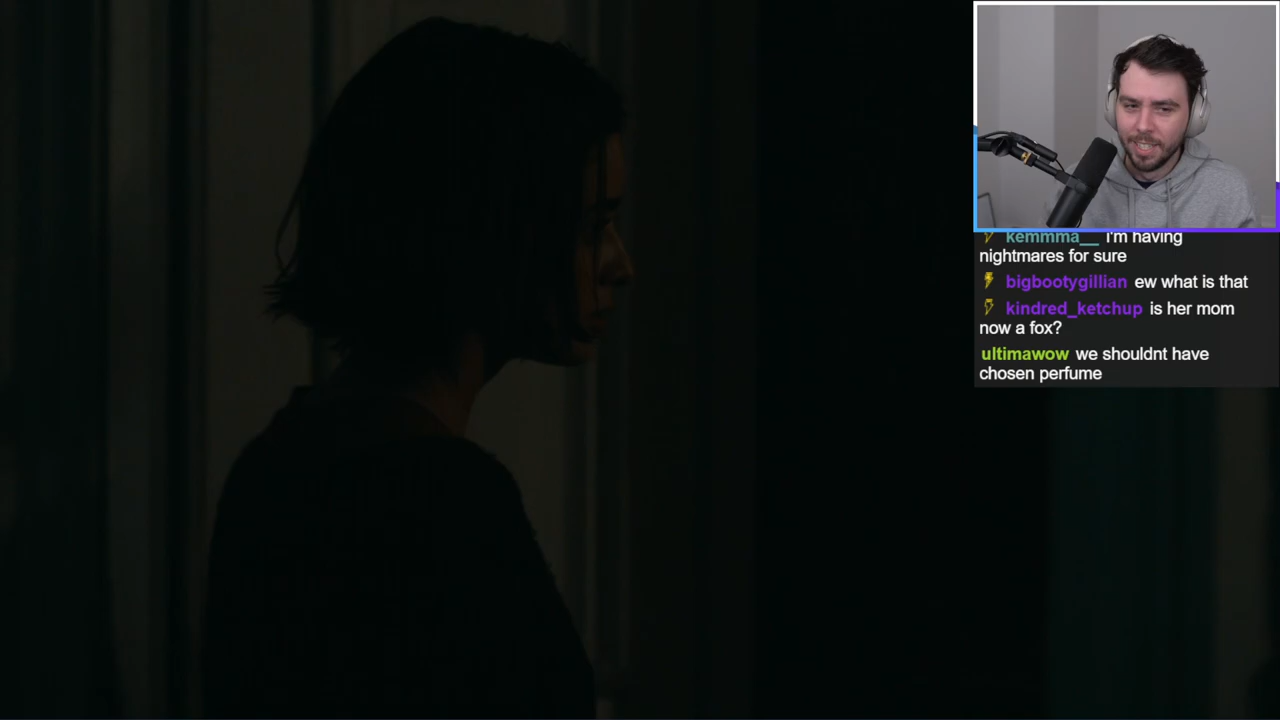 kemmma__ i'm having
nightmares for sure
bigbootygillian ew what is that
kindred_ketchup is her mom
now a fox?
ultimawow we shouldnt have
chosen perfume